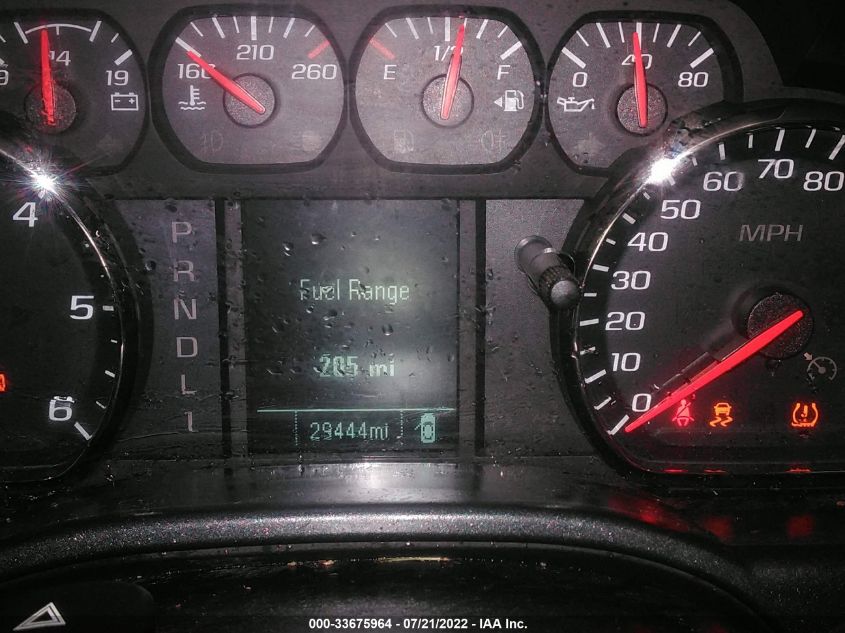 9 14 19
160 210 260
E 1/2 F
0 40 80
4
5
6
P
R
N
D
L
1
Fuel Range
205 mi
29444mi
0 10 20 30 40 50 60 70 80
MPH
000-33675964 - 07/21/2022 - IAA Inc.